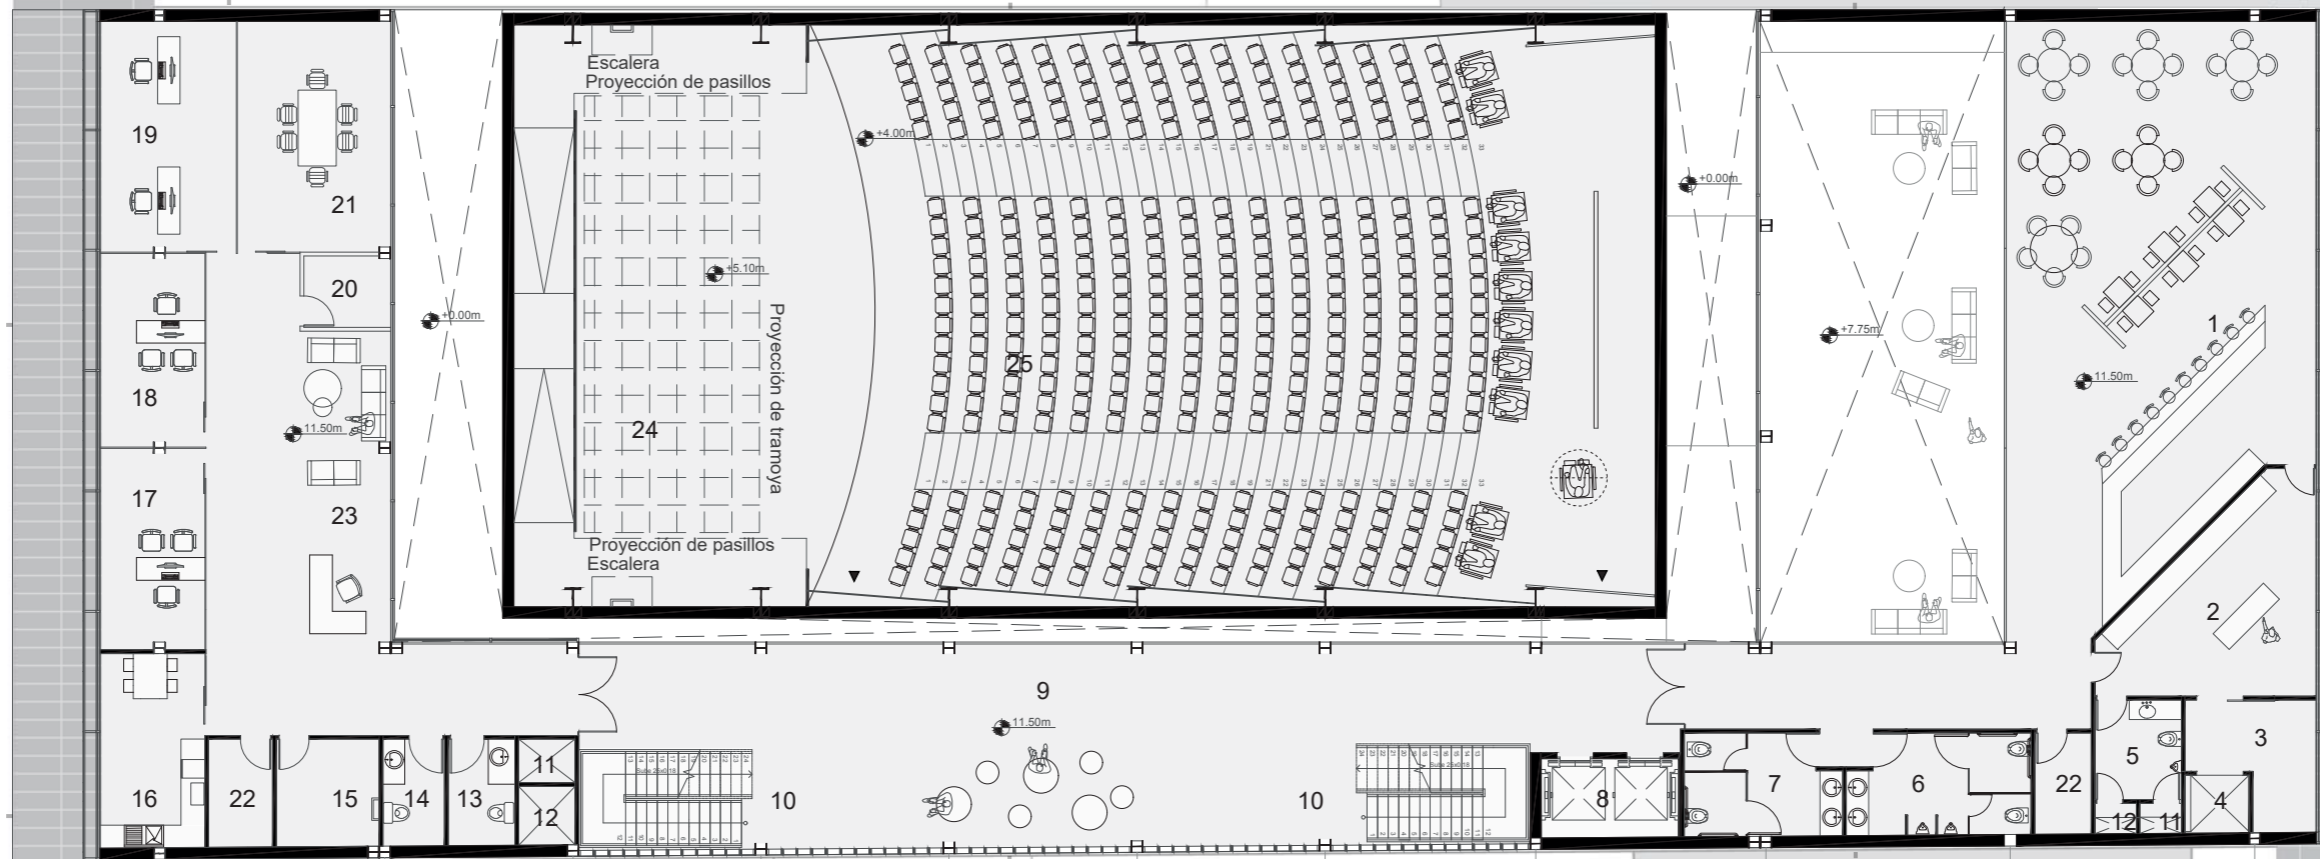 Escalera
Proyección de pasillos
+4.00m
19
21
+0.00m
20
+5.10m
+0.00m
+7.75m
Proyección de tramoya
1
25
11.50m
18
24
11.50m
17
23
Proyección de pasillos
Escalera
2
9
11.50m
11
16
22
15
14
13
12
10
10
8
7
6
22
5
3
4
12
11